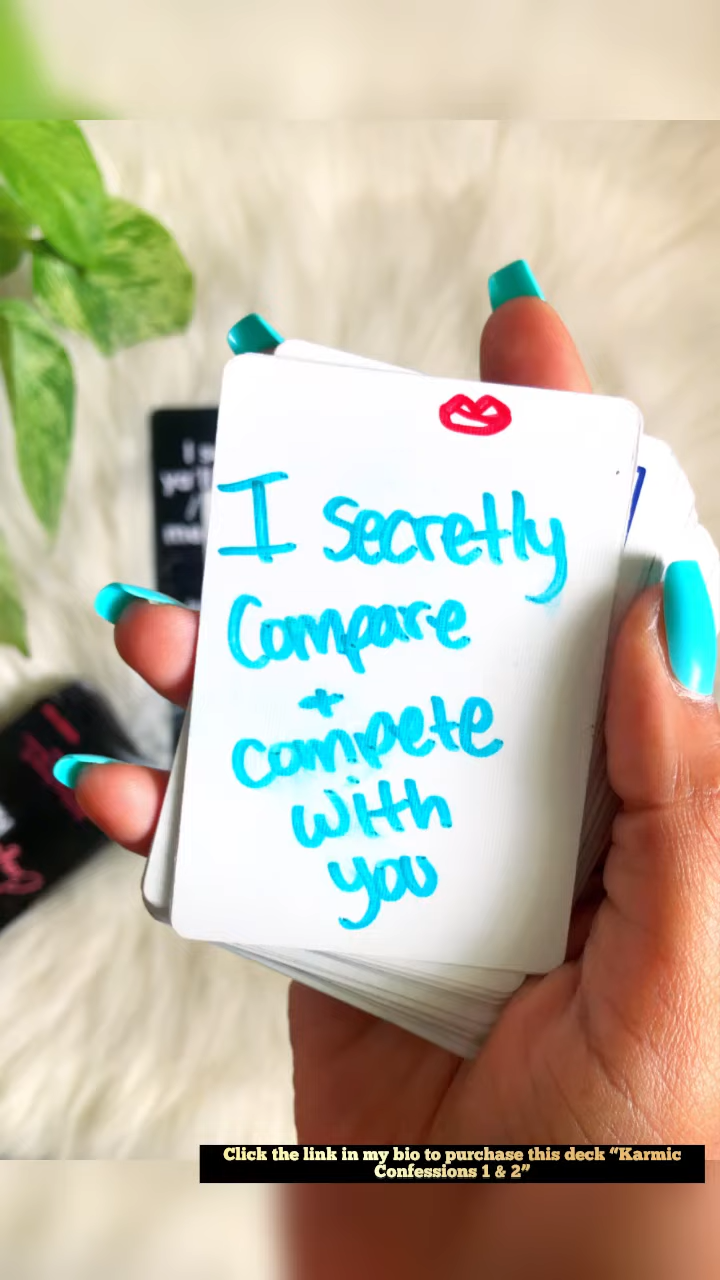 I secretly
Compare
+
compete
with
you
Click the link in my bio to purchase this deck “Karmic
Confessions 1 & 2”